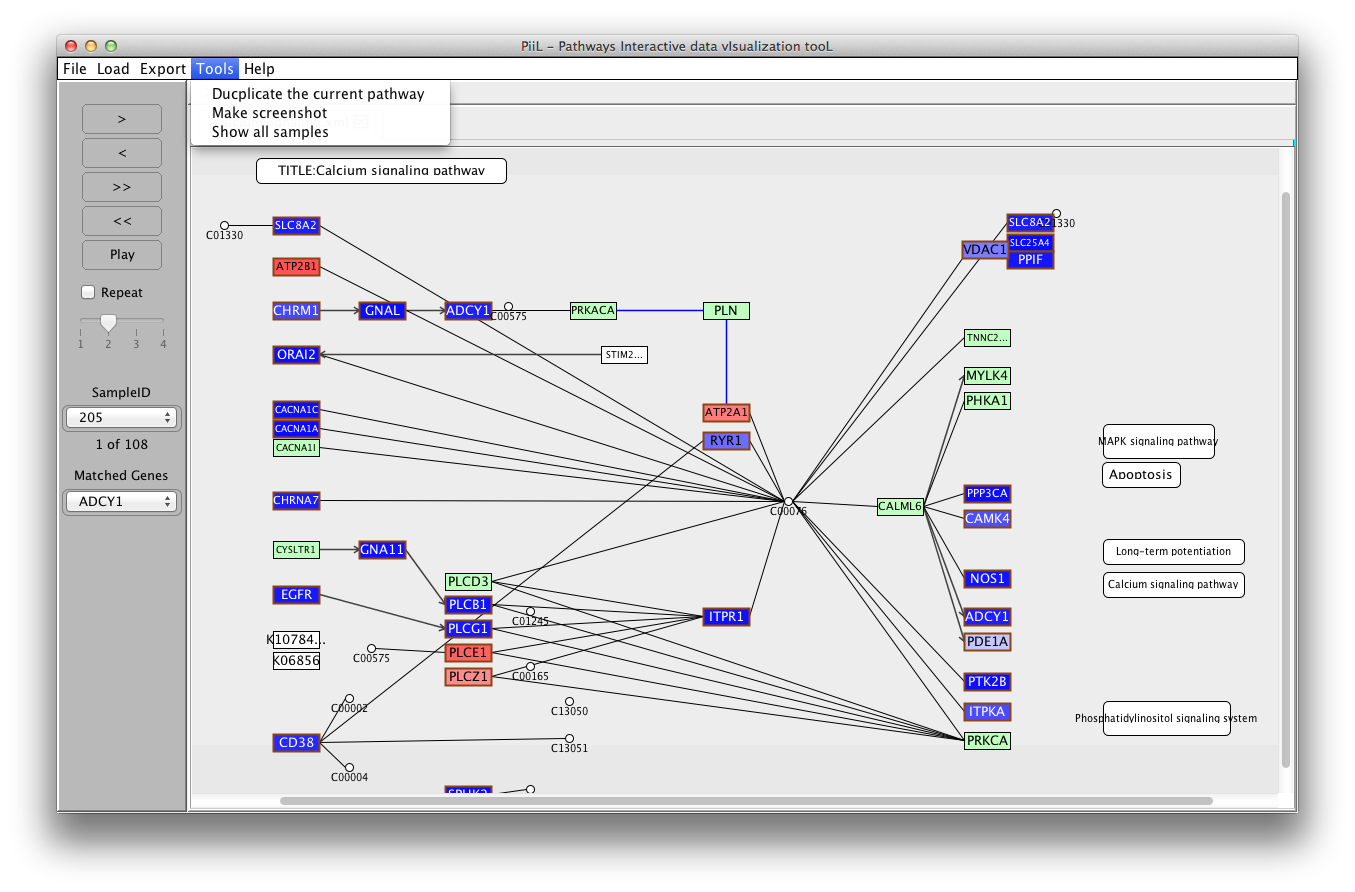 PiiL - Pathways Interactive data vIsualization tooL
File Load Export Tools Help
Ducplicate the current pathway
Make screenshot
Show all samples
>
<
>>
<<
Play
Repeat
1 2 3 4
SampleID
205
1 of 108
Matched Genes
ADCY1
TITLE:Calcium signaling pathway
C01330
SLC8A2
SLC8A2
1330
SLC25A4
VDAC1
PPIF
ATP2B1
CHRM1
GNAL
ADCY1
C00575
PRKACA
PLN
ORAI2
STIM2...
TNNC2...
MYLK4
PHKA1
CACNA1C
CACNA1A
CACNA1I
ATP2A1
RYR1
MAPK signaling pathway
Apoptosis
CHRNA7
C00076
CALML6
PPP3CA
CAMK4
CYSLTR1
GNA11
Long-term potentiation
PLCD3
NOS1
Calcium signaling pathway
EGFR
PLCB1
C01245
ITPR1
ADCY1
PLCG1
K10784...
K06856
C00575
PLCE1
PDE1A
PLCZ1
C00165
PTK2B
C00002
C13050
ITPKA
Phosphatidylinositol signaling system
CD38
C13051
PRKCA
C00004
SPHK2